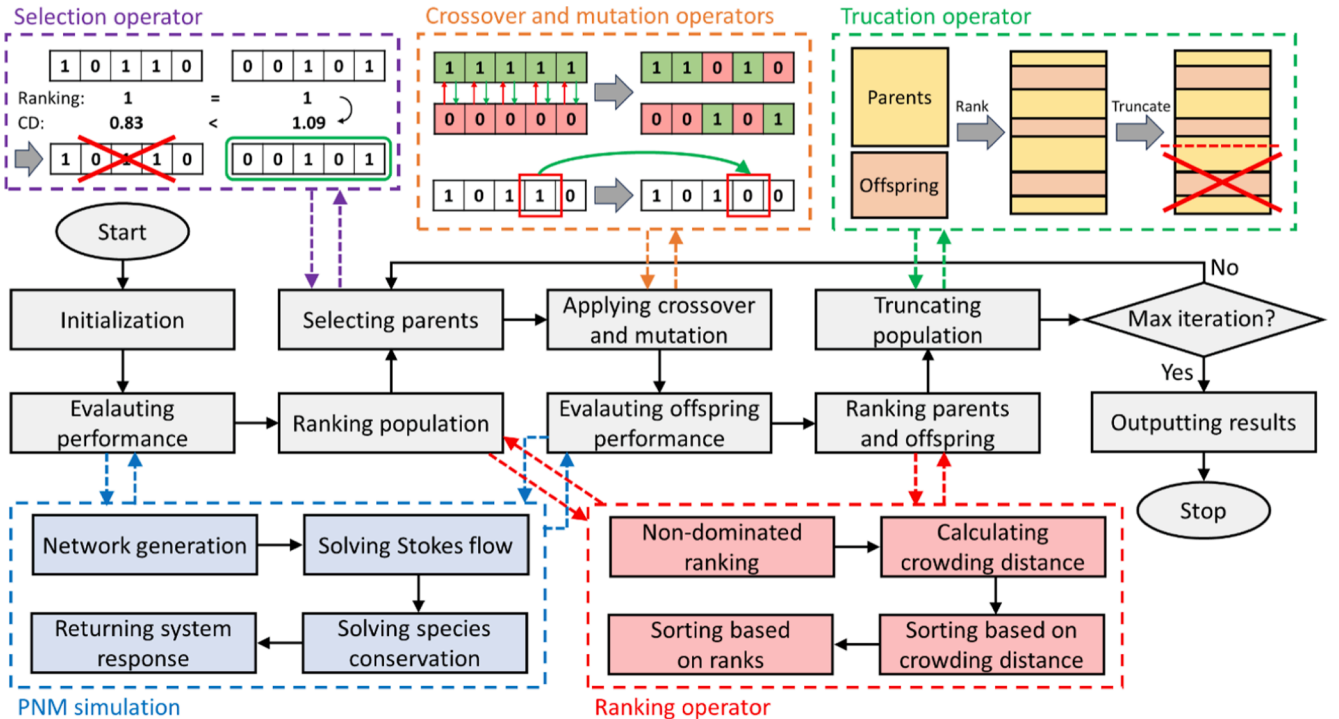 Selection operator
1 0 1 1 0
0 0 1 0 1
Ranking: 1 = 1
CD: 0.83 < 1.09
1 0 1 1 0
0 0 1 0 1
Crossover and mutation operators
1 1 1 1 1
1 1 0 1 0
0 0 0 0 0
0 0 1 0 1
1 0 1 1 0
1 0 1 0 0
Trucation operator
Parents
Offspring
Rank
Truncate
Start
Initialization
Evalauting
performance
Selecting parents
Ranking population
Applying crossover
and mutation
Evalauting offspring
performance
Truncating
population
Ranking parents
and offspring
No
Max iteration?
Yes
Outputting results
Stop
Network generation
Solving Stokes flow
Returning system
response
Solving species
conservation
PNM simulation
Non-dominated
ranking
Calculating
crowding distance
Sorting based
on ranks
Sorting based on
crowding distance
Ranking operator